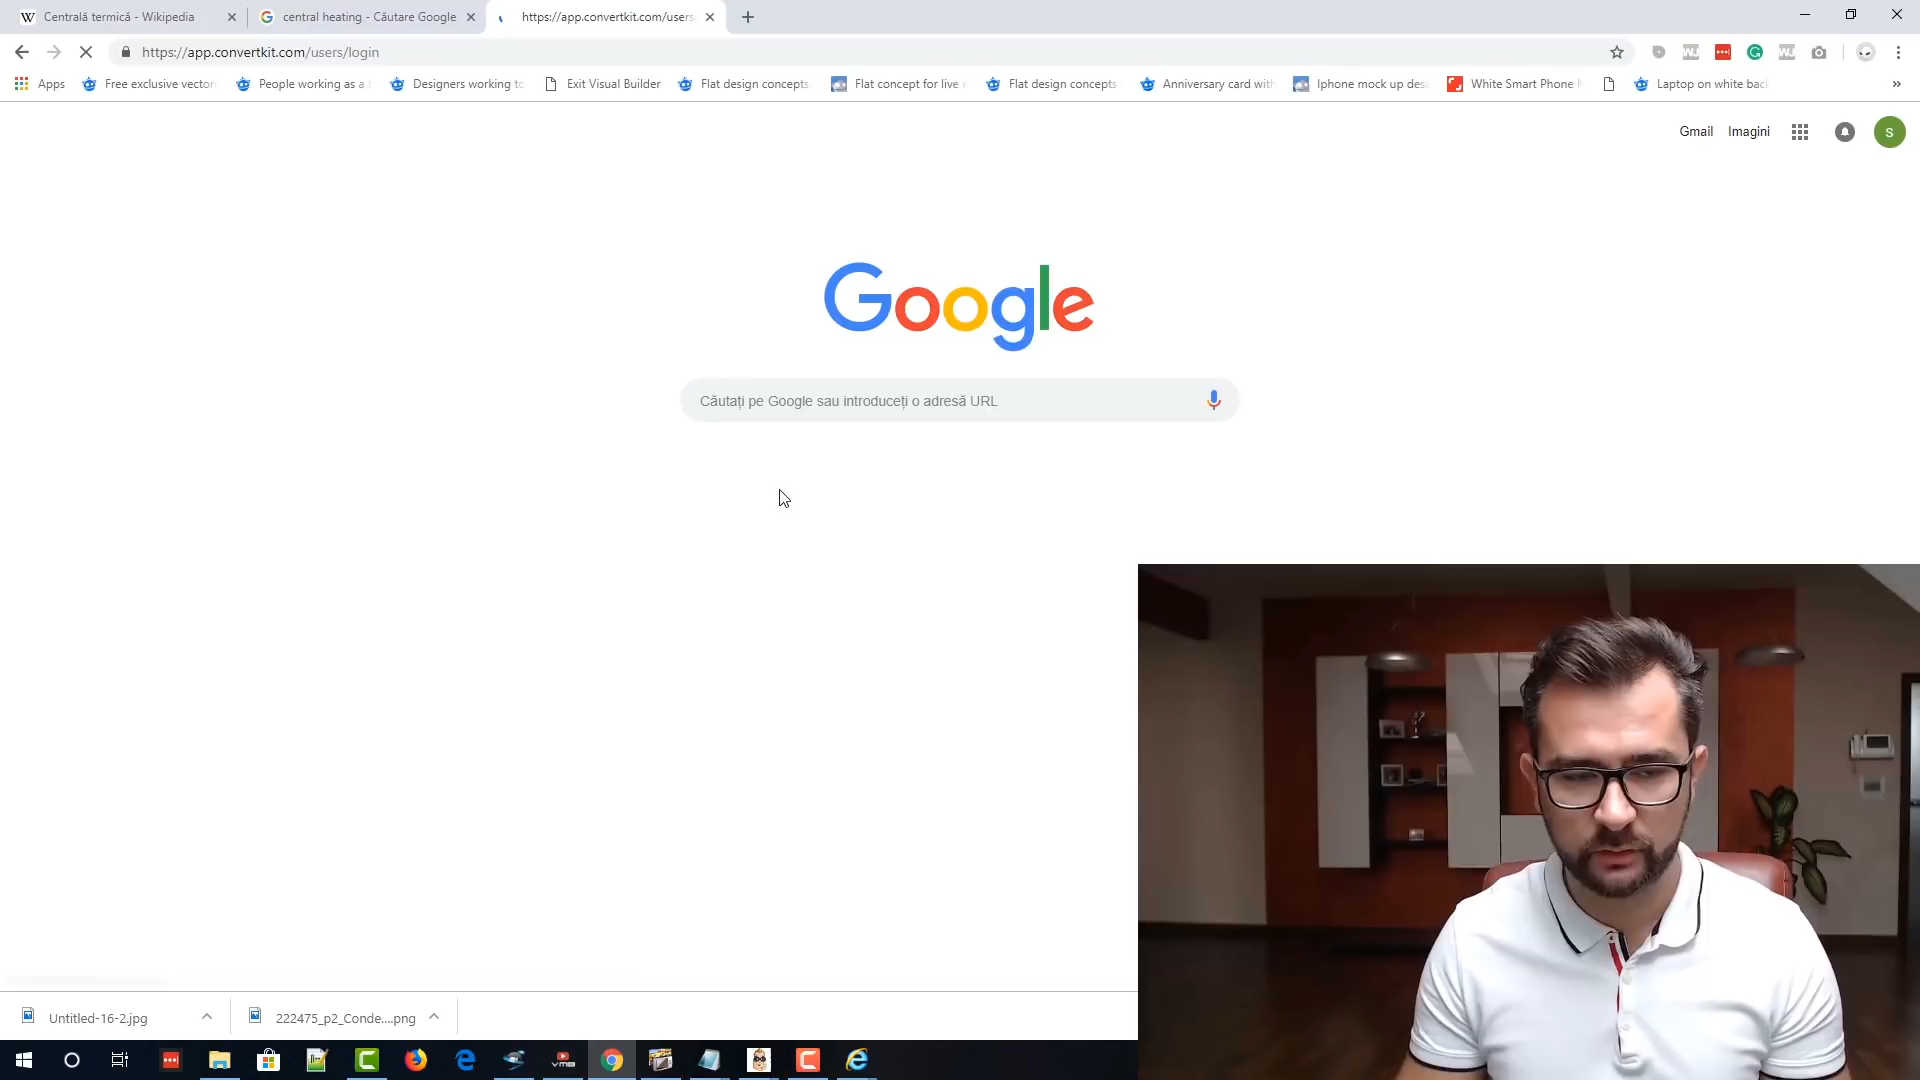 Centrală termică - Wikipedia
central heating - Căutare Google
https://app.convertkit.com/users
https://app.convertkit.com/users/login
Apps
Free exclusive vectors
People working as a
Designers working to
Exit Visual Builder
Flat design concepts
Flat concept for live
Flat design concepts
Anniversary card with
Iphone mock up des
White Smart Phone
Laptop on white back
Gmail
Imagini
S
Google
Căutați pe Google sau introduceți o adresă URL
Untitled-16-2.jpg
222475_p2_Conde....png